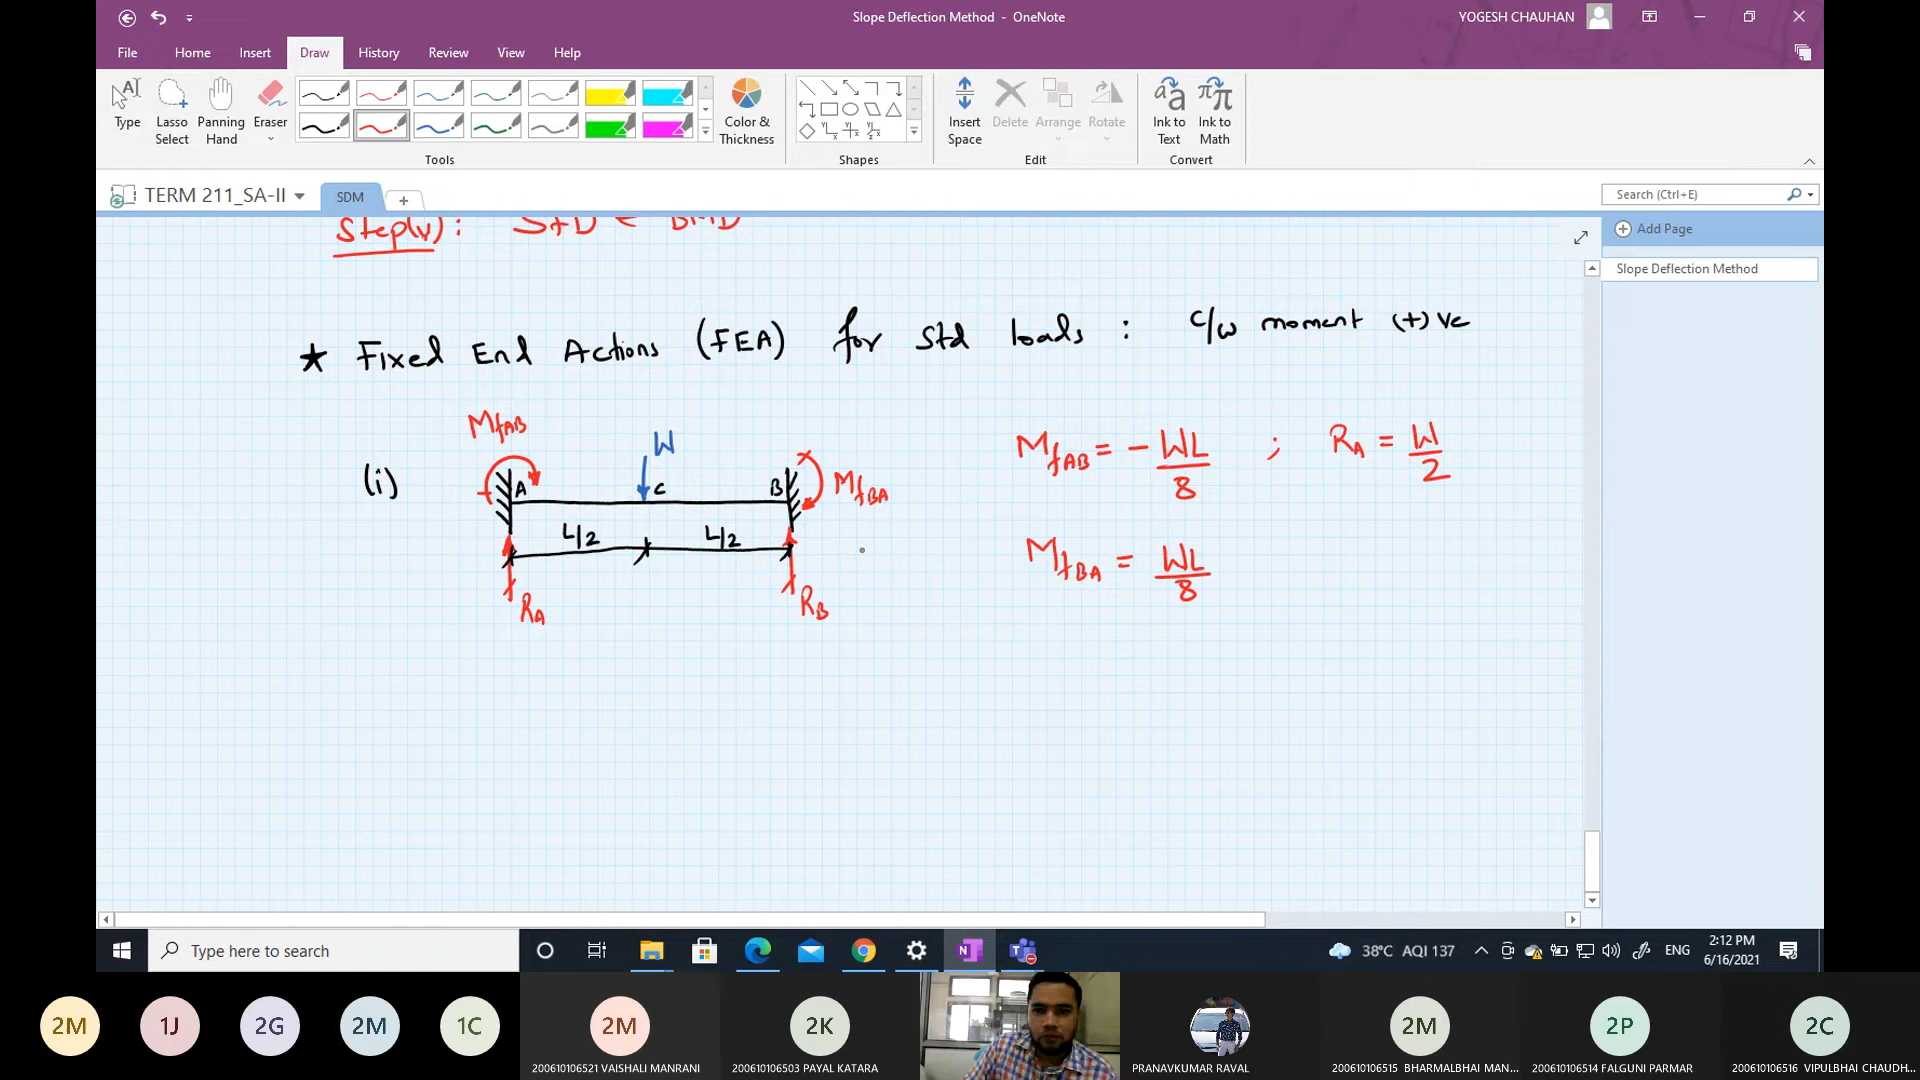 Slope Deflection Method - OneNote
YOGESH CHAUHAN
File Home Insert Draw History Review View Help
Type
Lasso Select
Panning Hand
Eraser
Color & Thickness
Insert Space
Delete
Arrange
Rotate
Ink to Text
Ink to Math
Tools
Shapes
Edit
Convert
TERM 211_SA-II
SDM
Search (Ctrl+E)
Add Page
Slope Deflection Method
Step(v) :
BMD
★ Fixed End Actions (FEA) for Std loads : c/w moment (+)ve
(i)
MfAB
W
A
C
B
MfBA
L/2
L/2
RA
RB
MfAB = - WL/8 ; RA = W/2
MfBA = WL/8
Type here to search
38°C AQI 137
ENG
2:12 PM
6/16/2021
2M
1J
2G
2M
1C
2M
2K
2M
2P
2C
200610106521 VAISHALI MANRANI
200610106503 PAYAL KATARA
PRANAVKUMAR RAVAL
200610106515 BHARMALBHAI MAN...
200610106514 FALGUNI PARMAR
200610106516 VIPULBHAI CHAUDH...